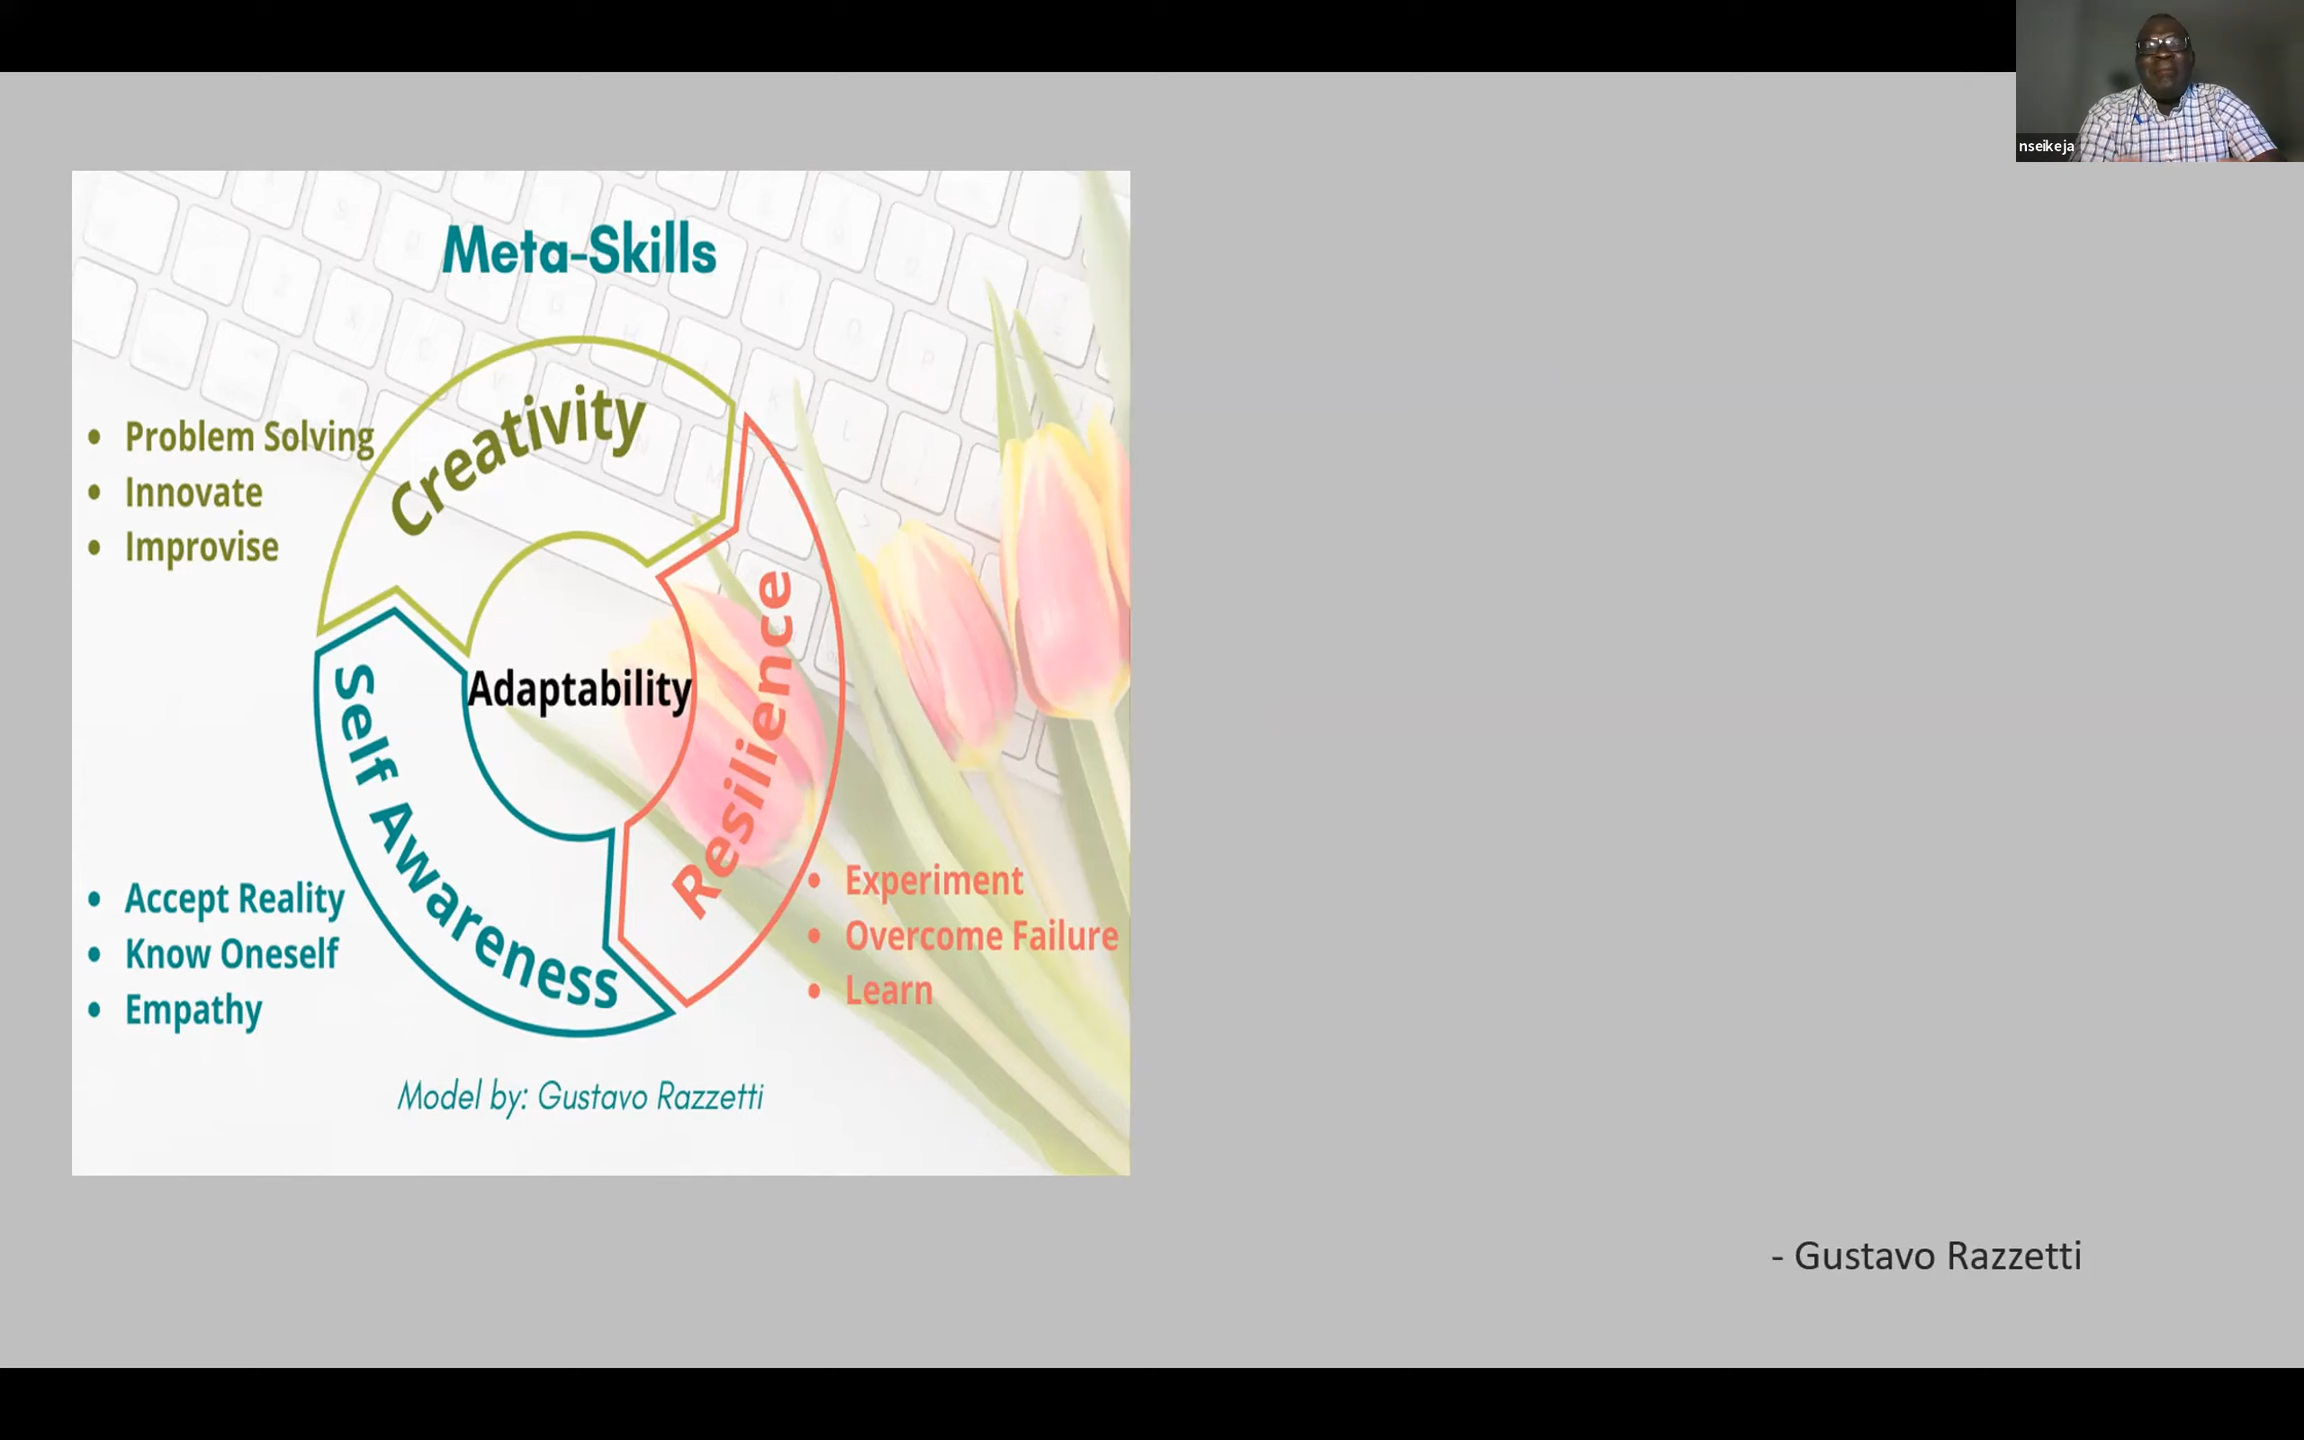 nseikeja
Meta-Skills
Creativity
• Problem Solving
• Innovate
• Improvise
Resilience
Adaptability
Self Awareness
• Accept Reality
• Know Oneself
• Empathy
• Experiment
• Overcome Failure
• Learn
Model by: Gustavo Razzetti
- Gustavo Razzetti